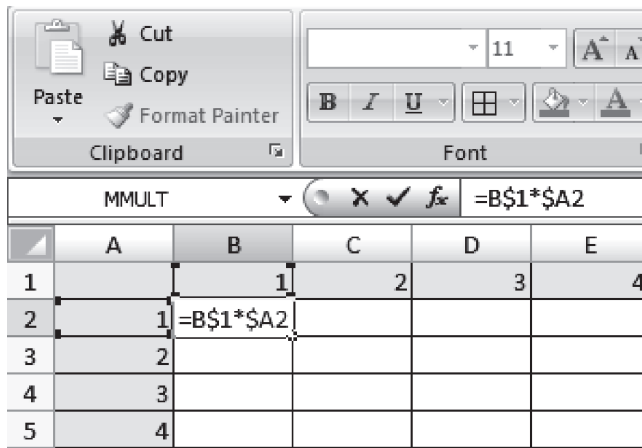 Cut
Copy
Paste
Format Painter
Clipboard
11
A A
B I U A
Font
MMULT fx =B$1*$A2
A B C D E
1 1 2 3 4
2 1 =B$1*$A2
3 2
4 3
5 4